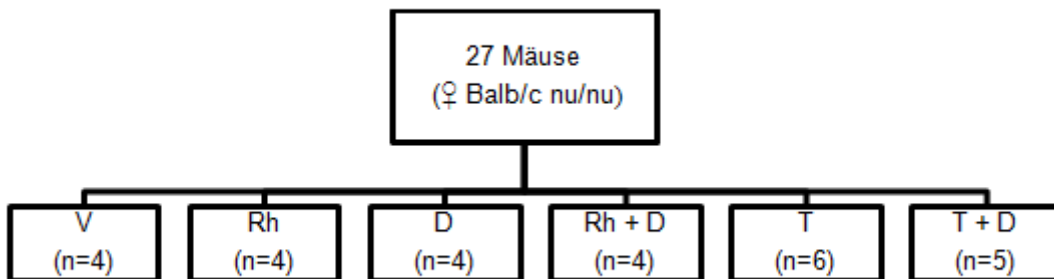 27 Mäuse
(♀ Balb/c nu/nu)
V
(n=4)
Rh
(n=4)
D
(n=4)
Rh + D
(n=4)
T
(n=6)
T + D
(n=5)